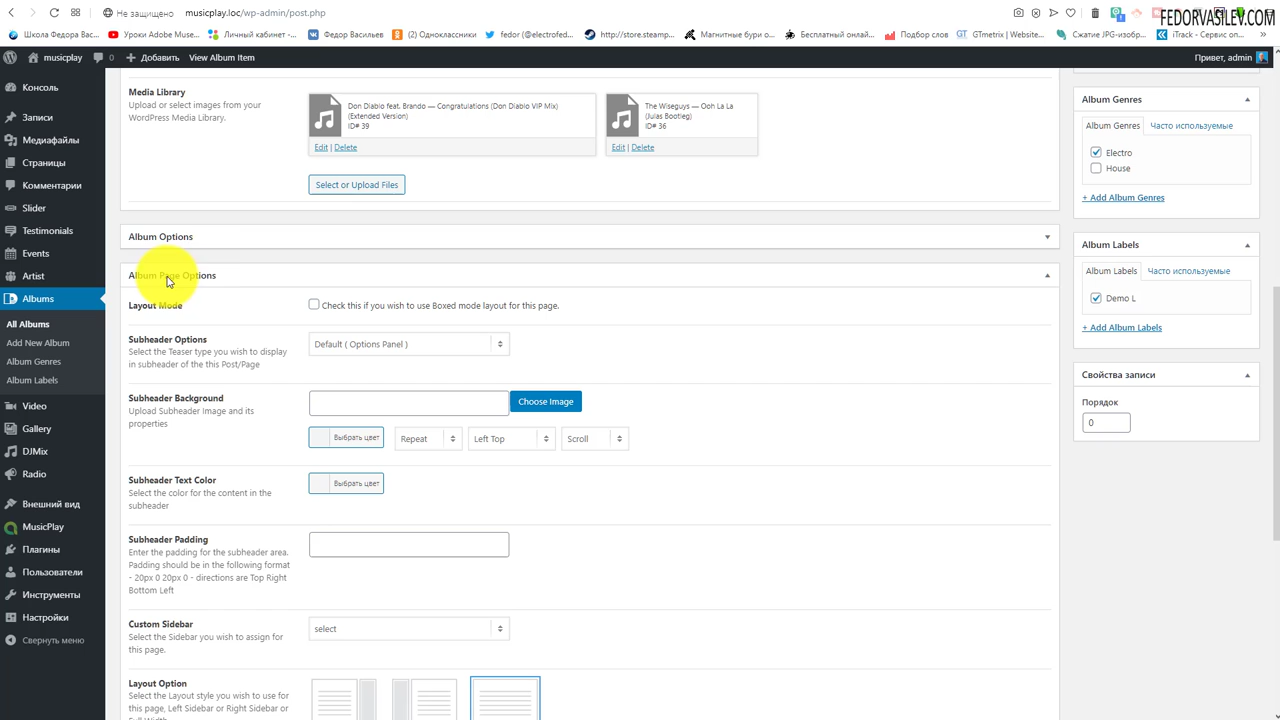 Не защищено musicplay.loc/wp-admin/post.php
FEDORVASILEV.COM
Школа Федора Вас... Уроки Adobe Muse... Личный кабинет -... Федор Васильев (2) Одноклассники fedor (@electrofed... http://store.steamp... Магнитные бури о... Бесплатный онлай... Подбор слов GTmetrix | Website... Сжатие JPG-изобр... iTrack - Сервис оп...
musicplay 0 Добавить View Album Item Привет, admin
Консоль
Записи
Медиафайлы
Страницы
Комментарии
Slider
Testimonials
Events
Artist
Albums
All Albums
Add New Album
Album Genres
Album Labels
Video
Gallery
DJMix
Radio
Внешний вид
MusicPlay
Плагины
Пользователи
Инструменты
Настройки
Свернуть меню
Media Library
Upload or select images from your
WordPress Media Library.
Don Diablo feat. Brando — Congratulations (Don Diablo VIP Mix)
(Extended Version)
ID# 39
Edit | Delete
The Wiseguys — Ooh La La
(Julas Bootleg)
ID# 36
Edit | Delete
Select or Upload Files
Album Options
Album Page Options
Layout Mode
Check this if you wish to use Boxed mode layout for this page.
Subheader Options
Select the Teaser type you wish to display
in subheader of the this Post/Page
Default ( Options Panel )
Subheader Background
Upload Subheader Image and its
properties
Choose Image
Выбрать цвет Repeat Left Top Scroll
Subheader Text Color
Select the color for the content in the
subheader
Выбрать цвет
Subheader Padding
Enter the padding for the subheader area.
Padding should be in the following format
- 20px 0 20px 0 - directions are Top Right
Bottom Left
Custom Sidebar
Select the Sidebar you wish to assign for
this page.
select
Layout Option
Select the Layout style you wish to use for
this page, Left Sidebar or Right Sidebar or
Full Width
Album Genres
Album Genres Часто используемые
Electro
House
+ Add Album Genres
Album Labels
Album Labels Часто используемые
Demo L
+ Add Album Labels
Свойства записи
Порядок
0